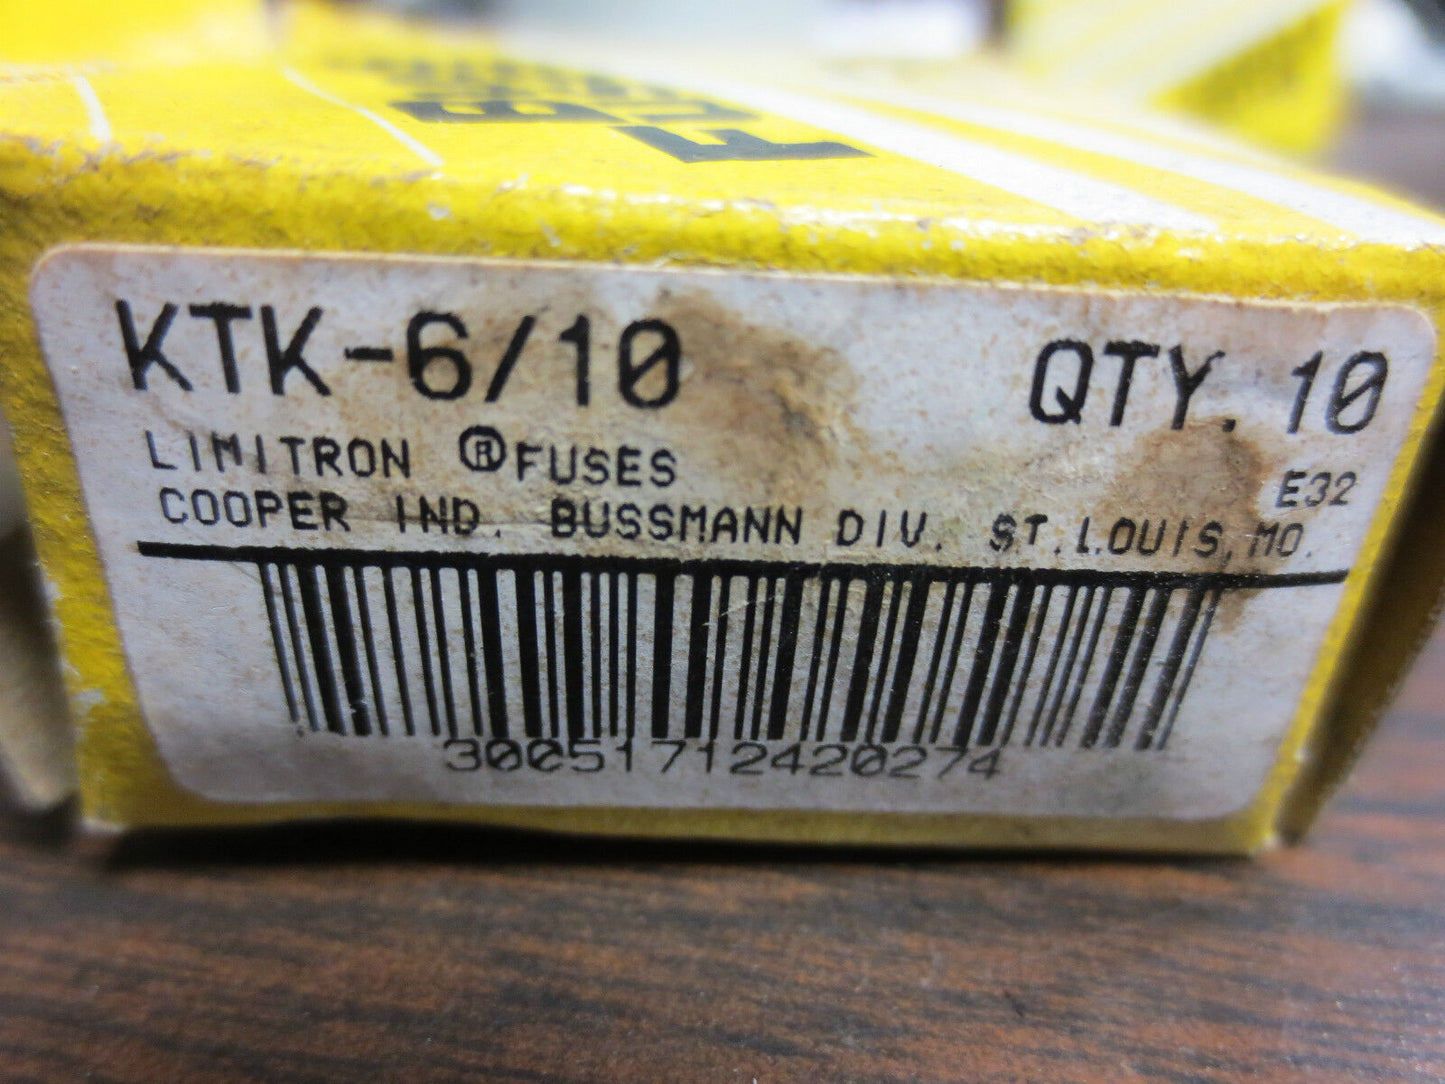 KTK-6/10 QTY. 10
LIMITRON ® FUSES E32
COOPER IND. BUSSMANN DIV. ST. LOUIS, MO.
30051712420274